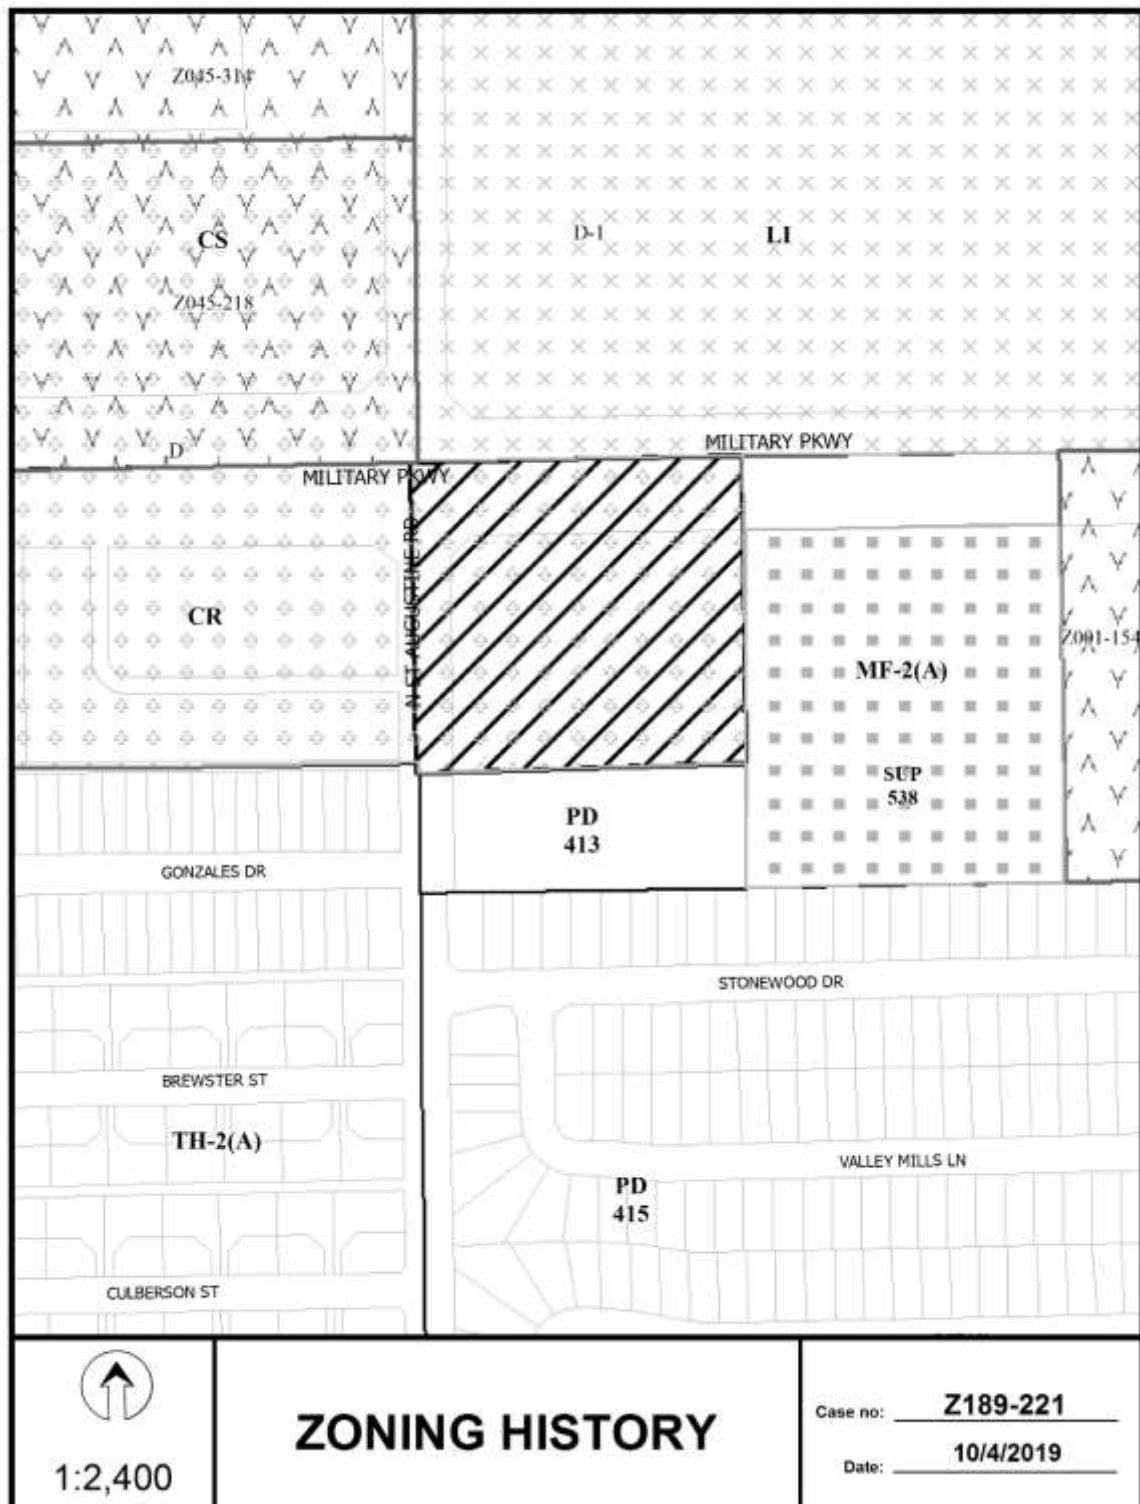 Z045-314
CS
D-1
LI
Z045-218
MILITARY PKWY
D
MILITARY PKWY
N ST AUGUSTINE RD
CR
Z001-154
MF-2(A)
SUP
538
PD
413
GONZALES DR
STONEWOOD DR
BREWSTER ST
TH-2(A)
VALLEY MILLS LN
PD
415
CULBERSON ST
1:2,400
ZONING HISTORY
Case no: Z189-221
Date: 10/4/2019